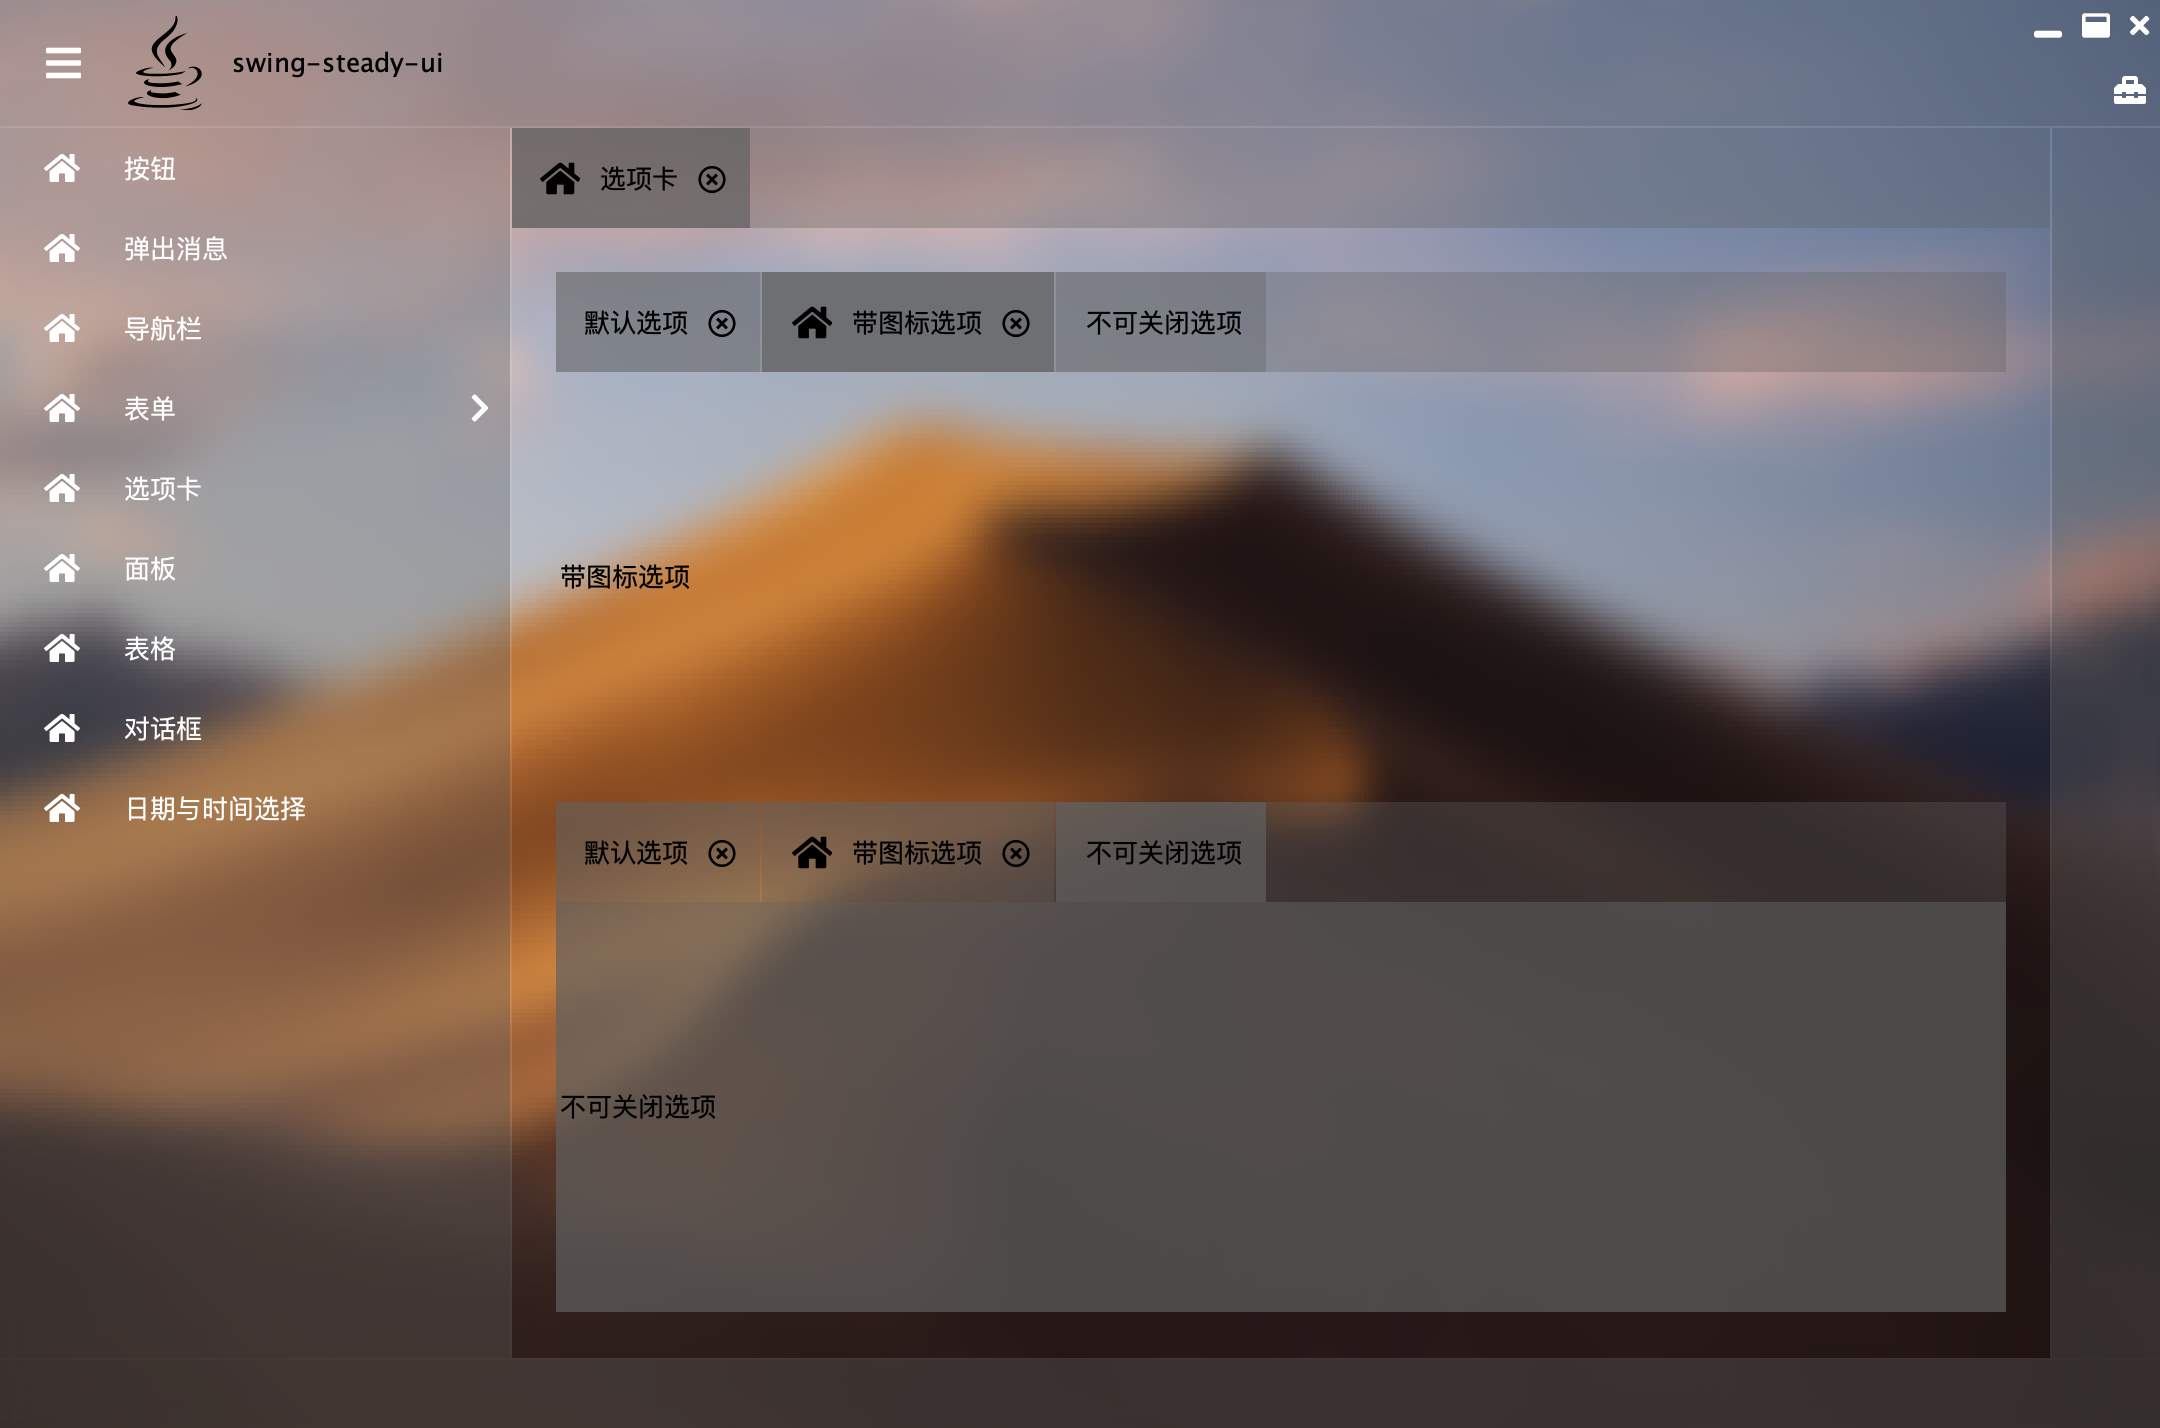 swing-steady-ui
按钮
弹出消息
导航栏
表单
选项卡
面板
表格
对话框
日期与时间选择
选项卡
默认选项 带图标选项 不可关闭选项
带图标选项
默认选项 带图标选项 不可关闭选项
不可关闭选项